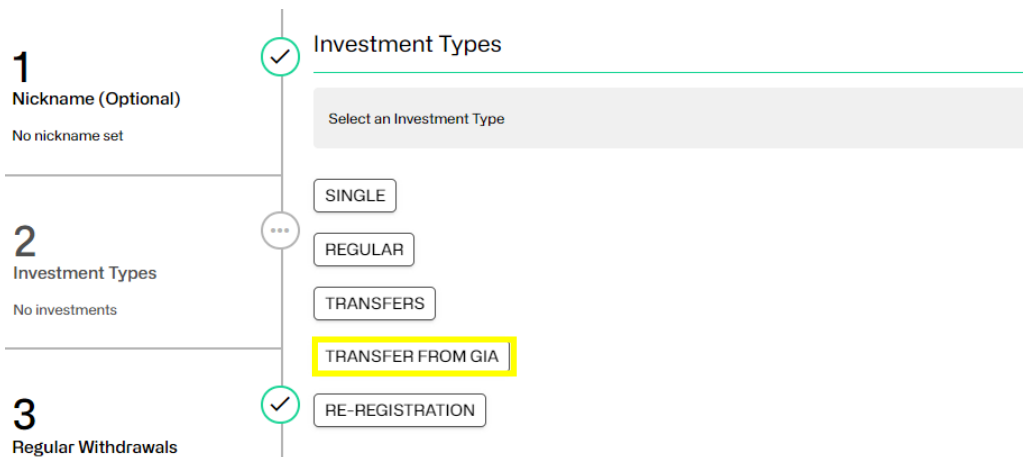 1
Nickname (Optional)
No nickname set
2
Investment Types
No investments
3
Regular Withdrawals
Investment Types
Select an Investment Type
SINGLE
REGULAR
TRANSFERS
TRANSFER FROM GIA
RE-REGISTRATION